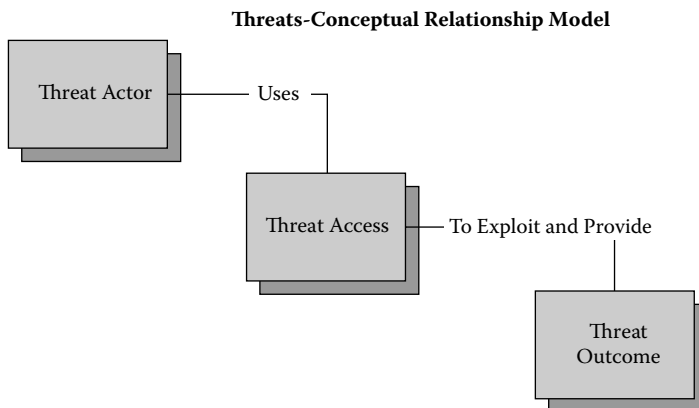 Threats-Conceptual Relationship Model
Threat Actor
Uses
Threat Access
To Exploit and Provide
Threat
Outcome